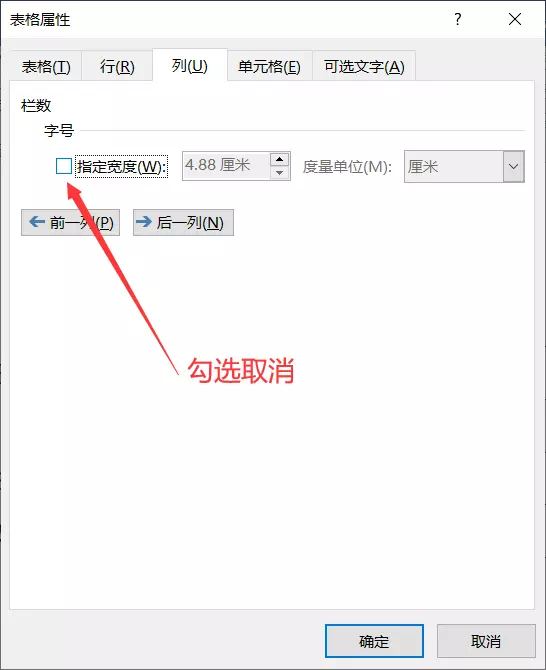 表格属性 ?
表格(T) 行(R) 列(U) 单元格(E) 可选文字(A)
栏数
字号
指定宽度(W): 4.88 厘米 度量单位(M): 厘米
前一列(P) 后一列(N)
勾选取消
确定 取消